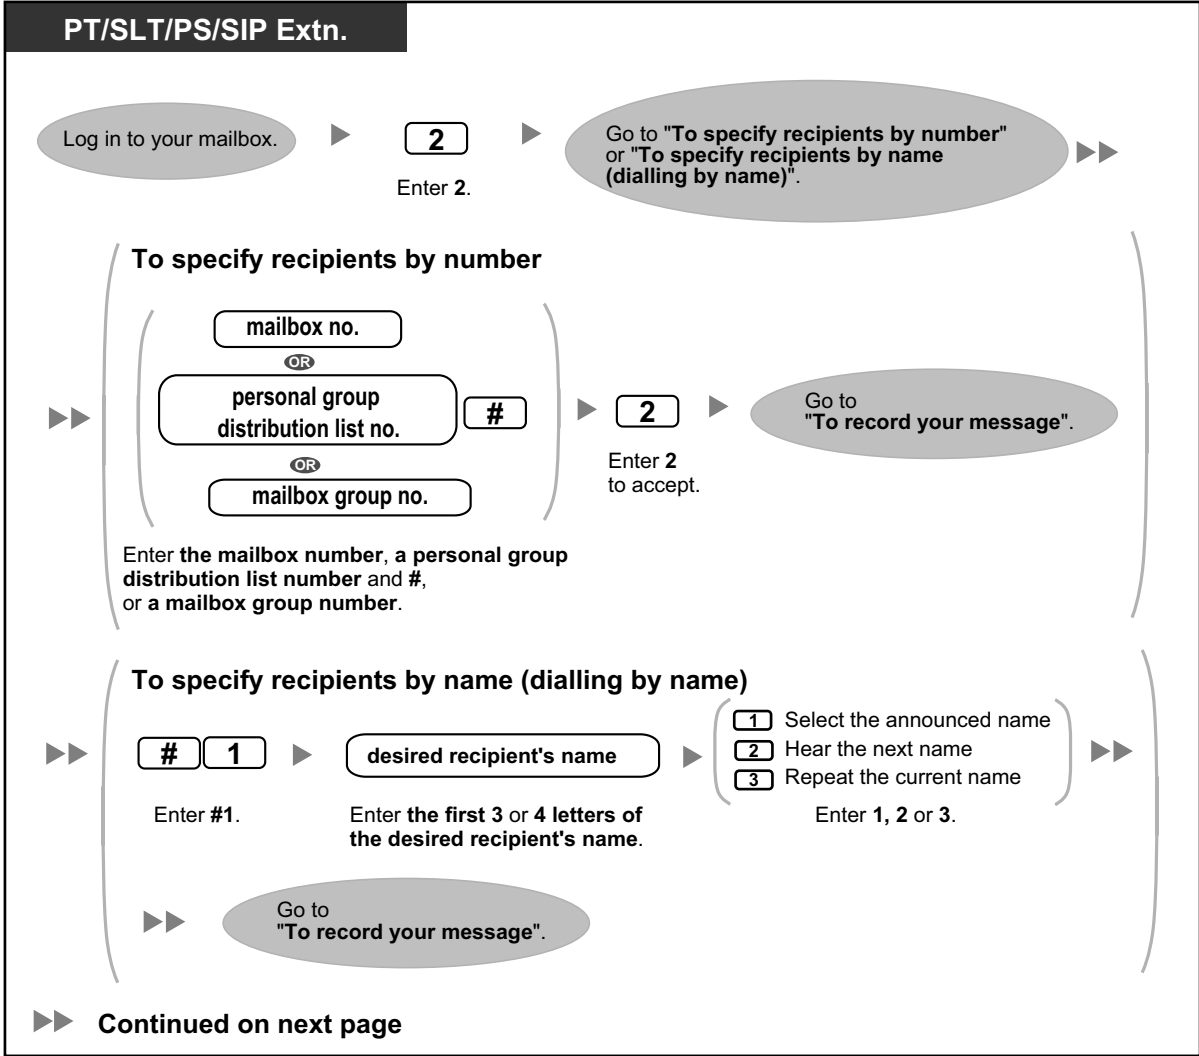 PT/SLT/PS/SIP Extn.
Log in to your mailbox.
2
Enter 2.
Go to "To specify recipients by number"
or "To specify recipients by name
(dialling by name)".
To specify recipients by number
mailbox no.
OR
personal group
distribution list no.
#
OR
mailbox group no.
Enter the mailbox number, a personal group
distribution list number and #,
or a mailbox group number.
2
Enter 2
to accept.
Go to
"To record your message".
To specify recipients by name (dialling by name)
# 1
Enter #1.
desired recipient's name
Enter the first 3 or 4 letters of
the desired recipient's name.
1 Select the announced name
2 Hear the next name
3 Repeat the current name
Enter 1, 2 or 3.
Go to
"To record your message".
Continued on next page